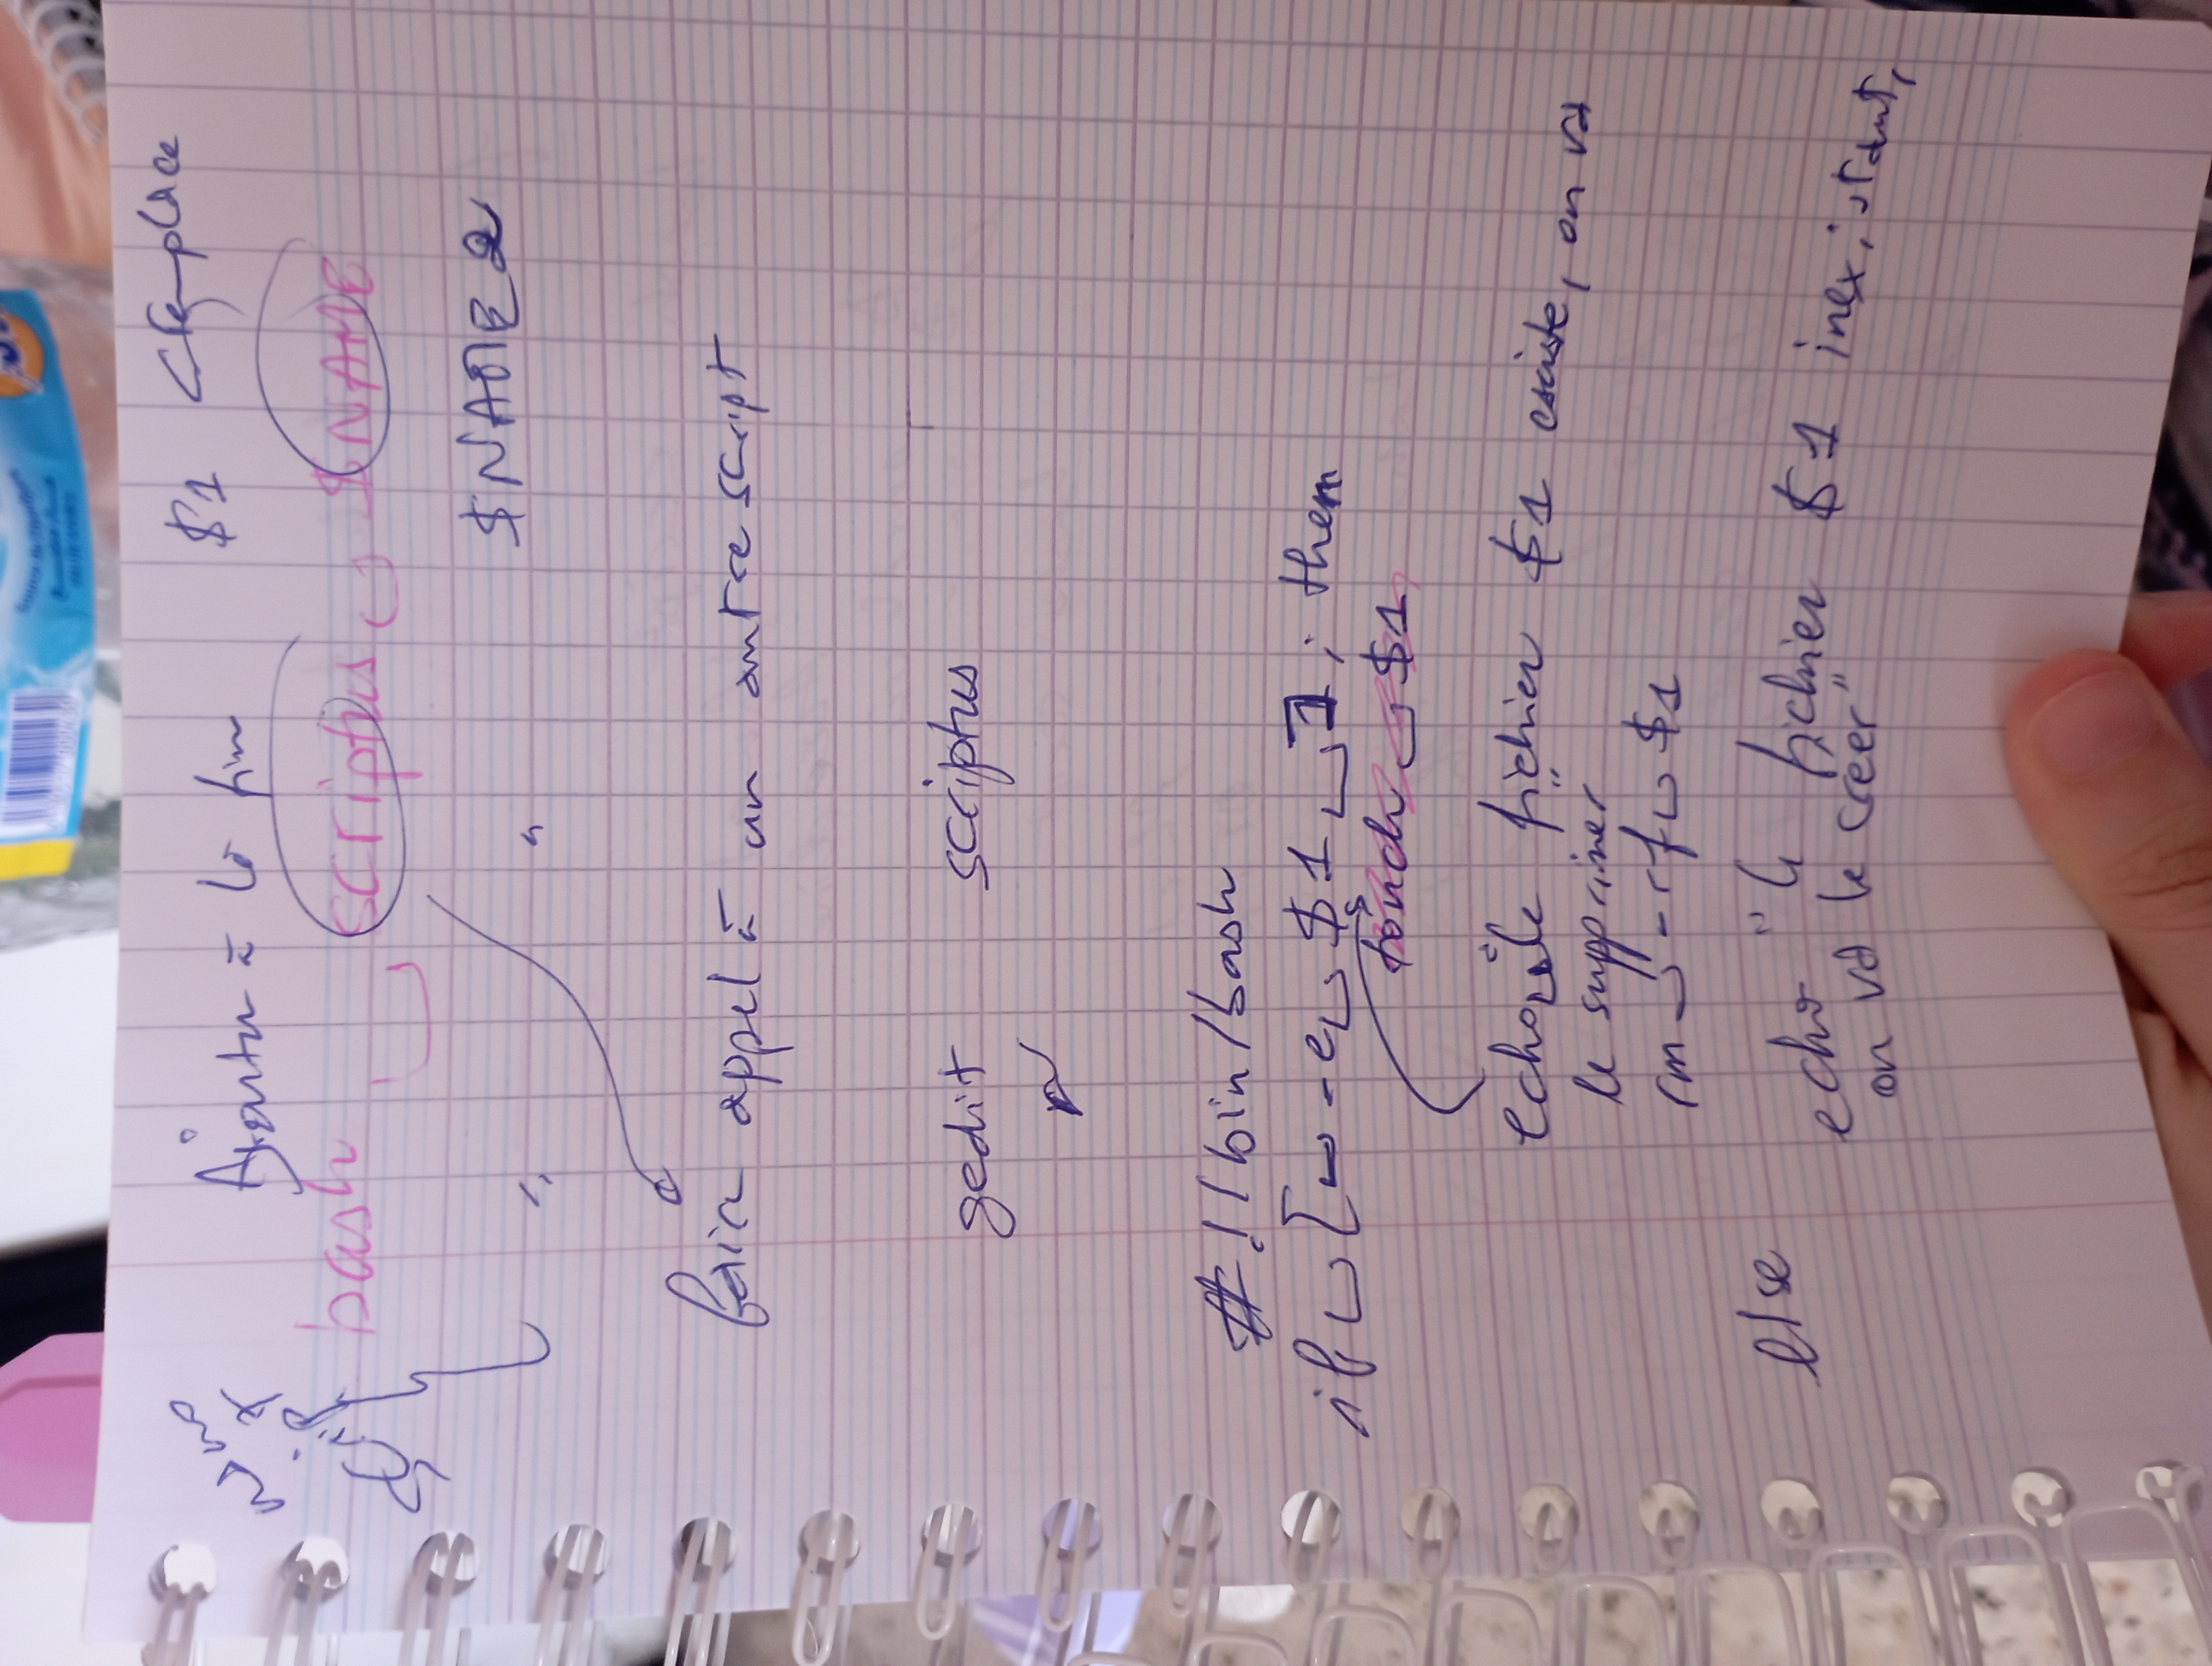 $1 remplace
nano
script
Ajouter à la fin
bash ␣ scriptus ␣ $NAME
" " $NAME2
faire appel à un autre script
gedit scriptus
#!/bin/bash
if ␣ [ ␣ -e ␣ $1 ␣ ] ; then
touch ␣ $1
echo ␣ "le fichier $1 existe, on va
le supprimer"
rm ␣ -rf ␣ $1
else
echo "le fichier $1 inexistant,
on va le créer"